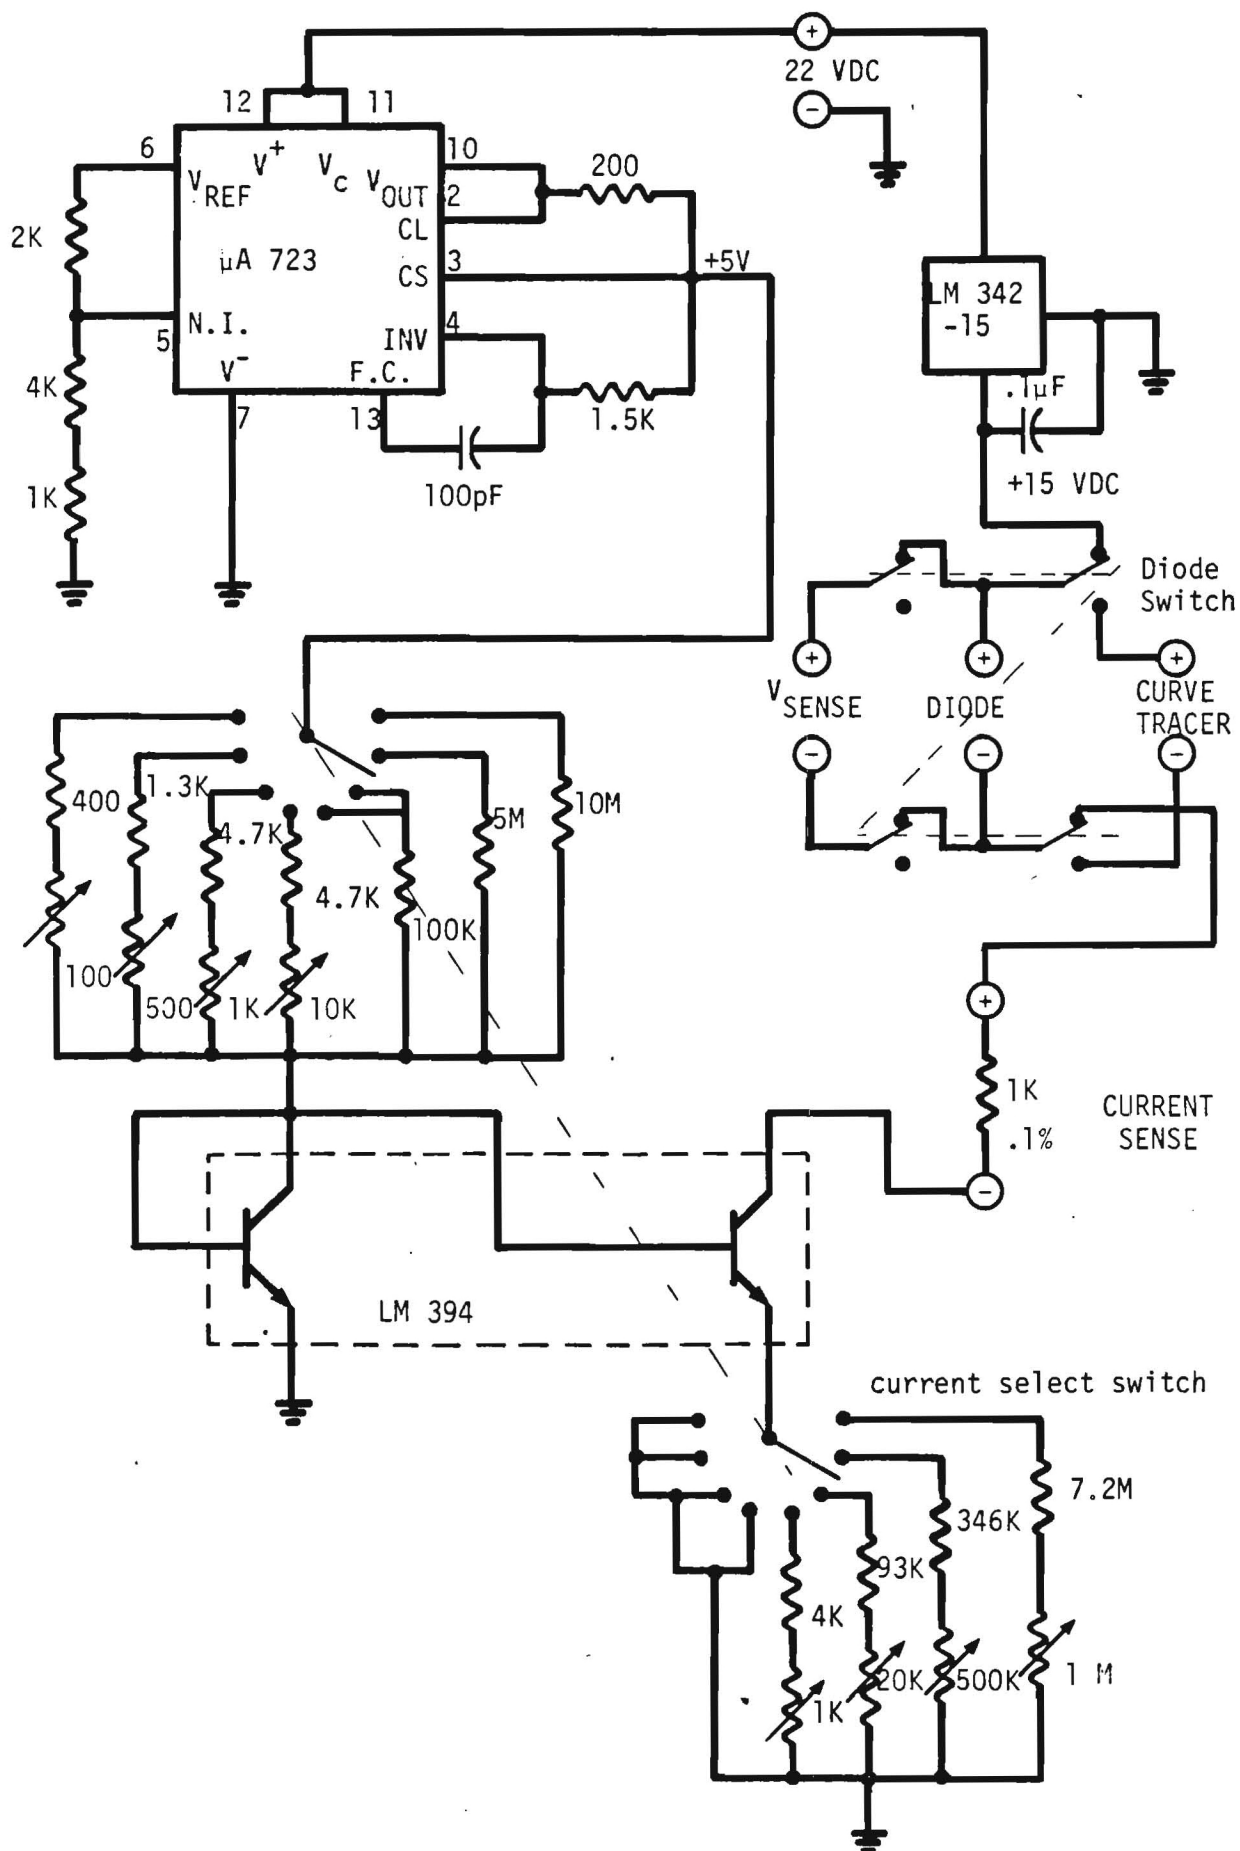 22 VDC
12
11
6
10
V+
VC
VREF
VOUT
2
CL
200
2K
μA 723
CS
3
+5V
LM 342
-15
N.I.
5
4
INV
V-
F.C.
4K
7
13
1.5K
.1μF
1K
100pF
+15 VDC
Diode
Switch
VSENSE
DIODE
CURVE
TRACER
400
1.3K
4.7K
4.7K
100K
5M
10M
100
500
1K
10K
1K
.1%
CURRENT
SENSE
LM 394
current select switch
7.2M
346K
93K
4K
1K
20K
500K
1 M